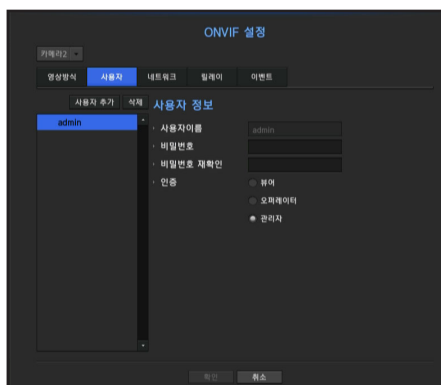 ONVIF 설정
카메라2
영상방식 사용자 네트워크 릴레이 이벤트
사용자 추가 삭제 사용자 정보
admin
사용자이름 admin
비밀번호
비밀번호 재확인
인증 뷰어
오퍼레이터
관리자
확인 취소